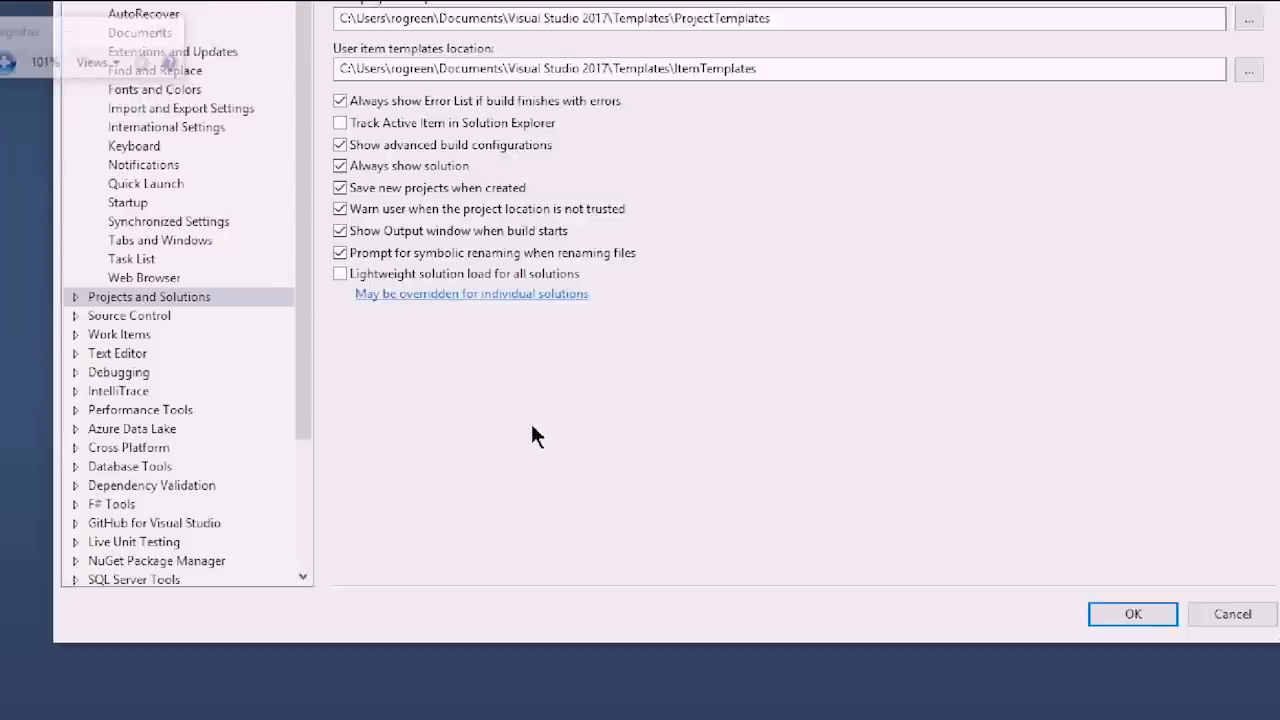 AutoRecover
Documents
Extensions and Updates
Find and Replace
Fonts and Colors
Import and Export Settings
International Settings
Keyboard
Notifications
Quick Launch
Startup
Synchronized Settings
Tabs and Windows
Task List
Web Browser
Projects and Solutions
Source Control
Work Items
Text Editor
Debugging
IntelliTrace
Performance Tools
Azure Data Lake
Cross Platform
Database Tools
Dependency Validation
F# Tools
GitHub for Visual Studio
Live Unit Testing
NuGet Package Manager
SQL Server Tools
101%
Views
C:\Users\rogreen\Documents\Visual Studio 2017\Templates\ProjectTemplates
...
User item templates location:
C:\Users\rogreen\Documents\Visual Studio 2017\Templates\ItemTemplates
...
Always show Error List if build finishes with errors
Track Active Item in Solution Explorer
Show advanced build configurations
Always show solution
Save new projects when created
Warn user when the project location is not trusted
Show Output window when build starts
Prompt for symbolic renaming when renaming files
Lightweight solution load for all solutions
May be overridden for individual solutions
OK
Cancel